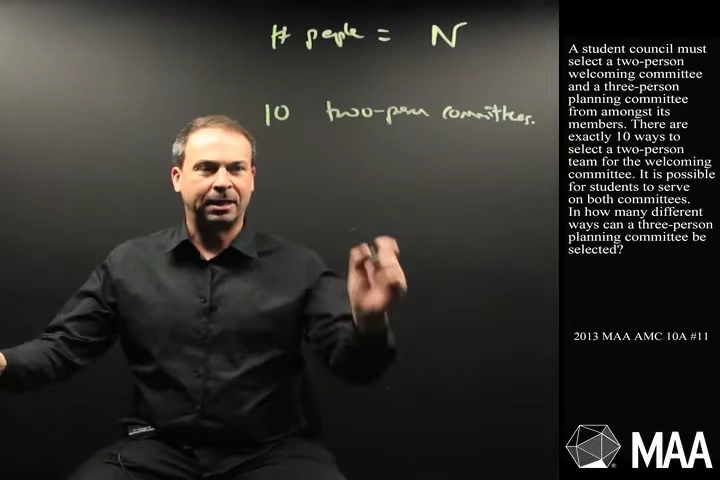 # people = N
10 two-person committees.
A student council must
select a two-person
welcoming committee
and a three-person
planning committee
from amongst its
members. There are
exactly 10 ways to
select a two-person
team for the welcoming
committee. It is possible
for students to serve
on both committees.
In how many different
ways can a three-person
planning committee be
selected?
2013 MAA AMC 10A #11
MAA